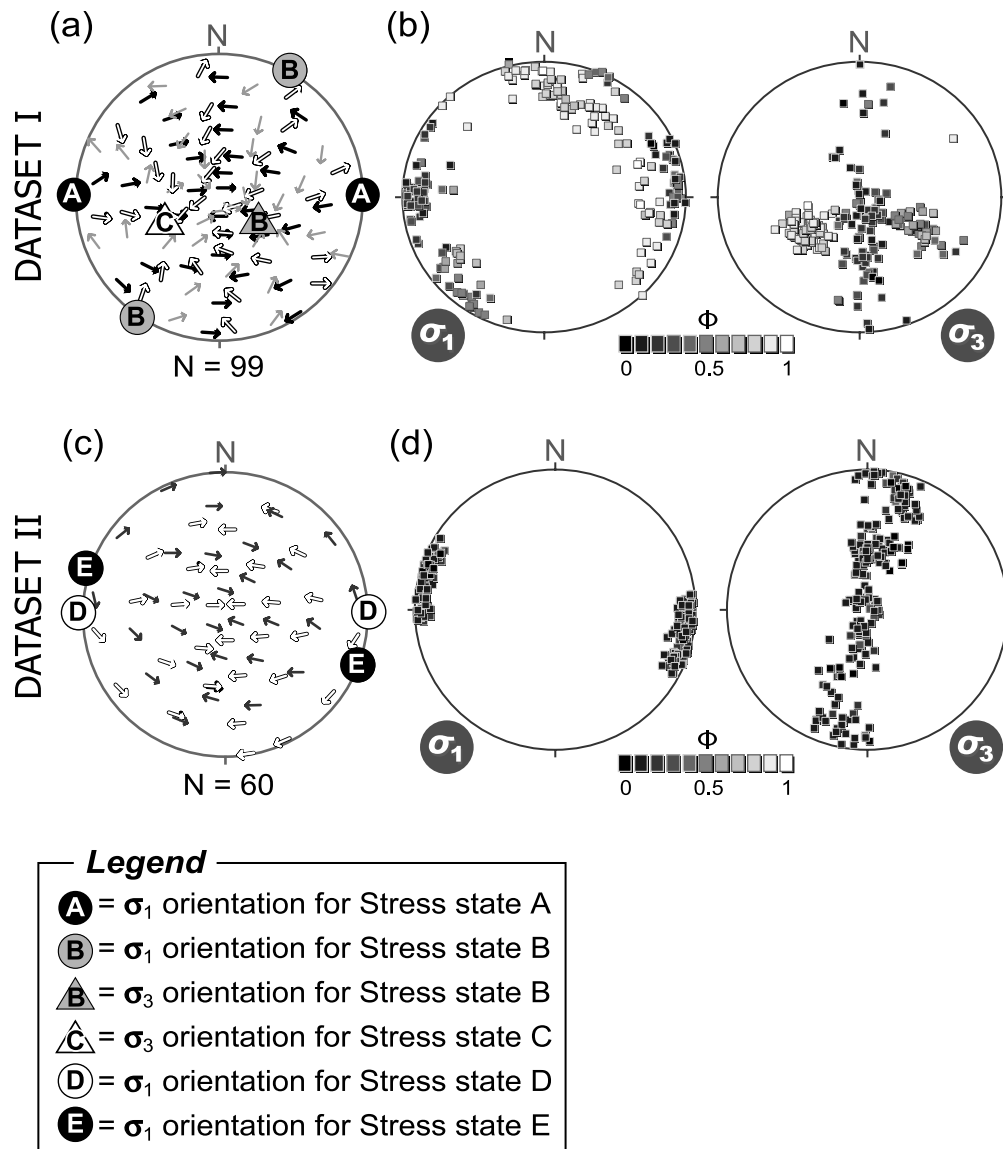 (a)
N
B
A
A
C
B
B
N = 99
DATASET I
(b)
N
σ1
Φ
0
0.5
1
σ3
(c)
N
E
D
D
E
N = 60
DATASET II
(d)
N
σ1
Φ
0
0.5
1
σ3
Legend
A = σ1 orientation for Stress state A
B = σ1 orientation for Stress state B
B = σ3 orientation for Stress state B
C = σ3 orientation for Stress state C
D = σ1 orientation for Stress state D
E = σ1 orientation for Stress state E